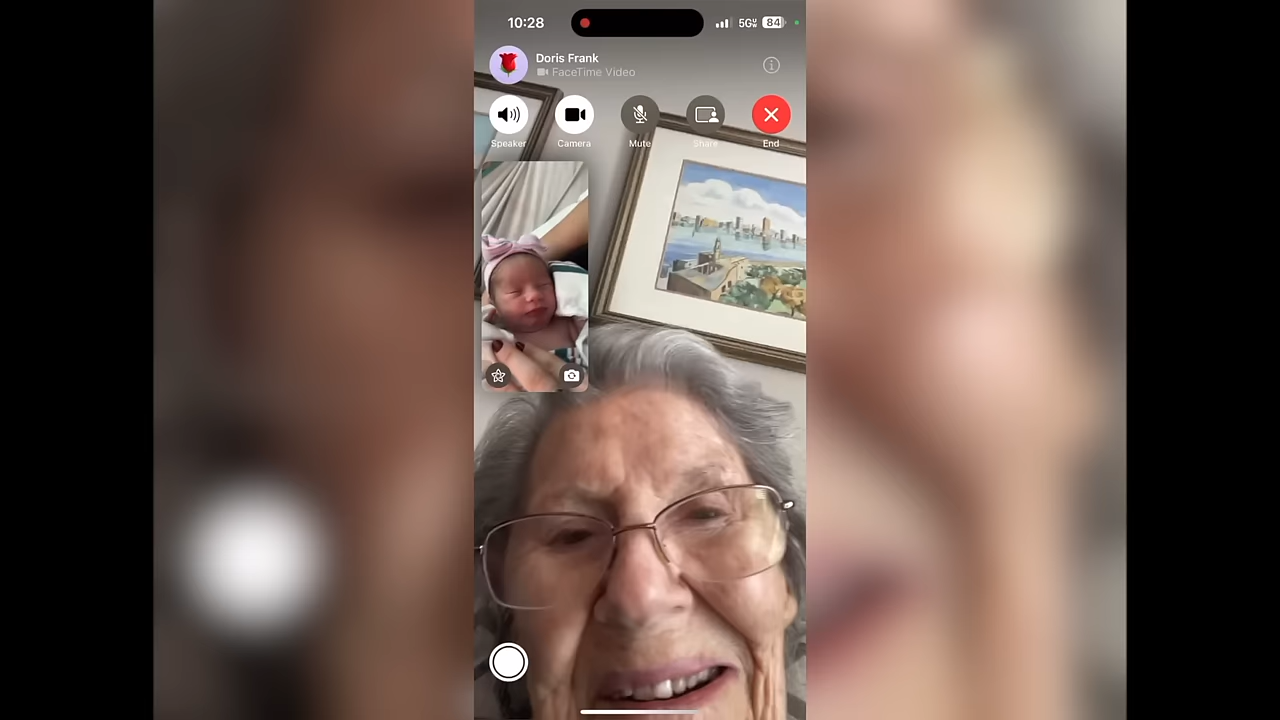 10:28
5G 84
Doris Frank
FaceTime Video
Speaker
Camera
Mute
Share
End